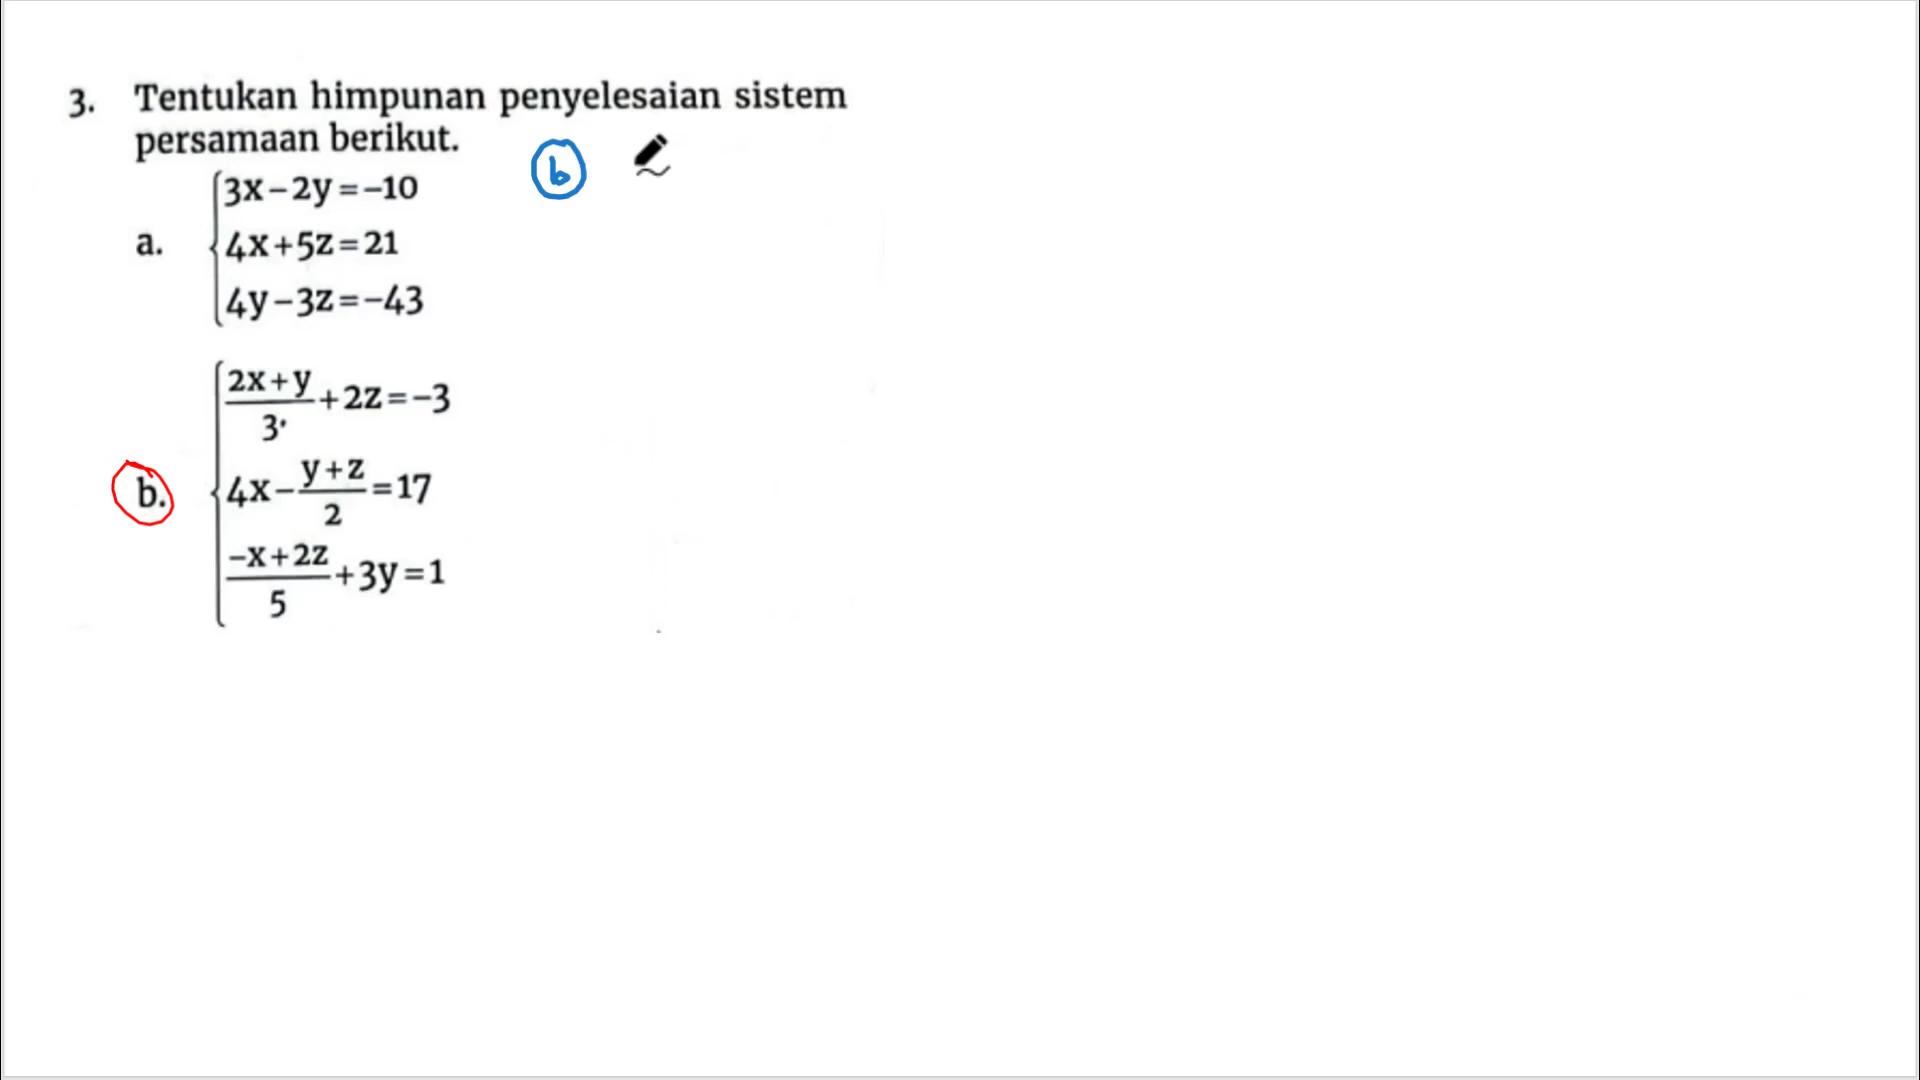 3. Tentukan himpunan penyelesaian sistem
persamaan berikut.
b
a. 3x-2y=-10
4x+5z=21
4y-3z=-43
b. (2x+y)/3+2z=-3
4x-(y+z)/2=17
(-x+2z)/5+3y=1